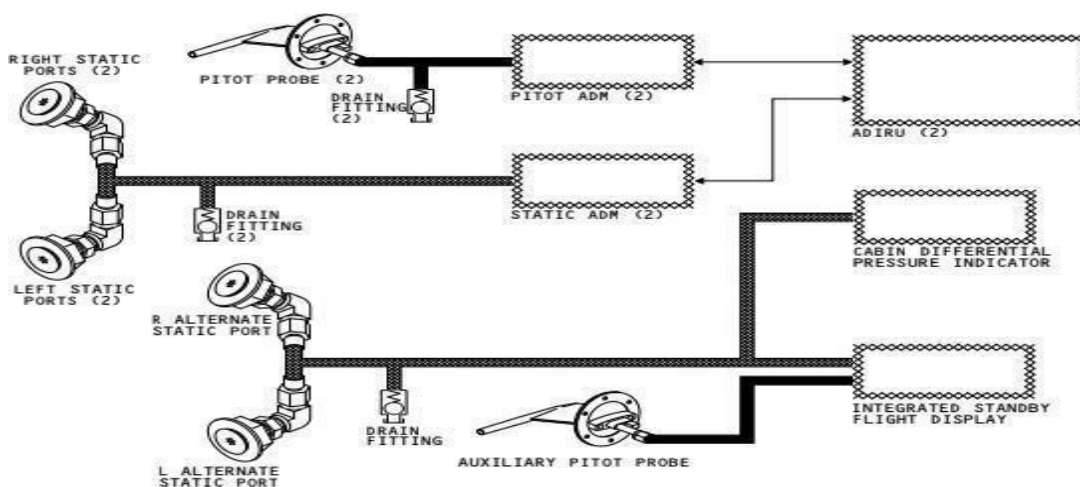 RIGHT STATIC
PORTS (2)
PITOT PROBE (2)
DRAIN
FITTING
(2)
PITOT ADM (2)
ADIRU (2)
STATIC ADM (2)
DRAIN
FITTING
(2)
LEFT STATIC
PORTS (2)
CABIN DIFFERENTIAL
PRESSURE INDICATOR
R ALTERNATE
STATIC PORT
DRAIN
FITTING
INTEGRATED STANDBY
FLIGHT DISPLAY
AUXILIARY PITOT PROBE
L ALTERNATE
STATIC PORT